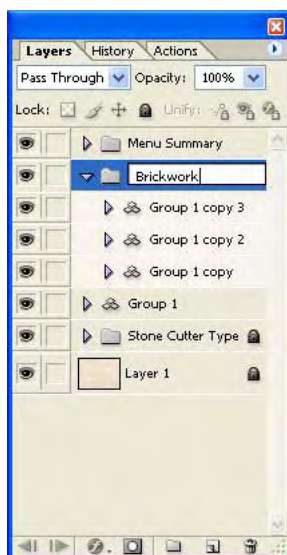 Layers History Actions
Pass Through Opacity: 100%
Lock: Unify:
Menu Summary
Brickwork
Group 1 copy 3
Group 1 copy 2
Group 1 copy
Group 1
Stone Cutter Type
Layer 1